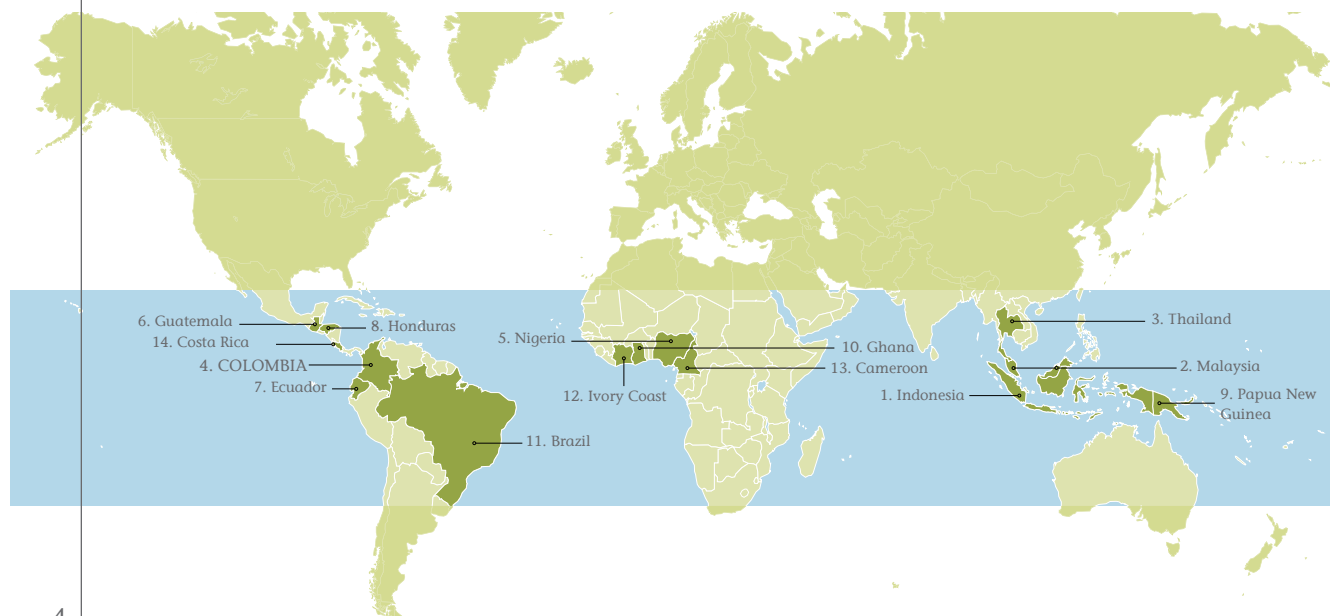 6. Guatemala
8. Honduras
14. Costa Rica
4. COLOMBIA
7. Ecuador
11. Brazil
5. Nigeria
10. Ghana
13. Cameroon
12. Ivory Coast
3. Thailand
2. Malaysia
1. Indonesia
9. Papua New
Guinea
4